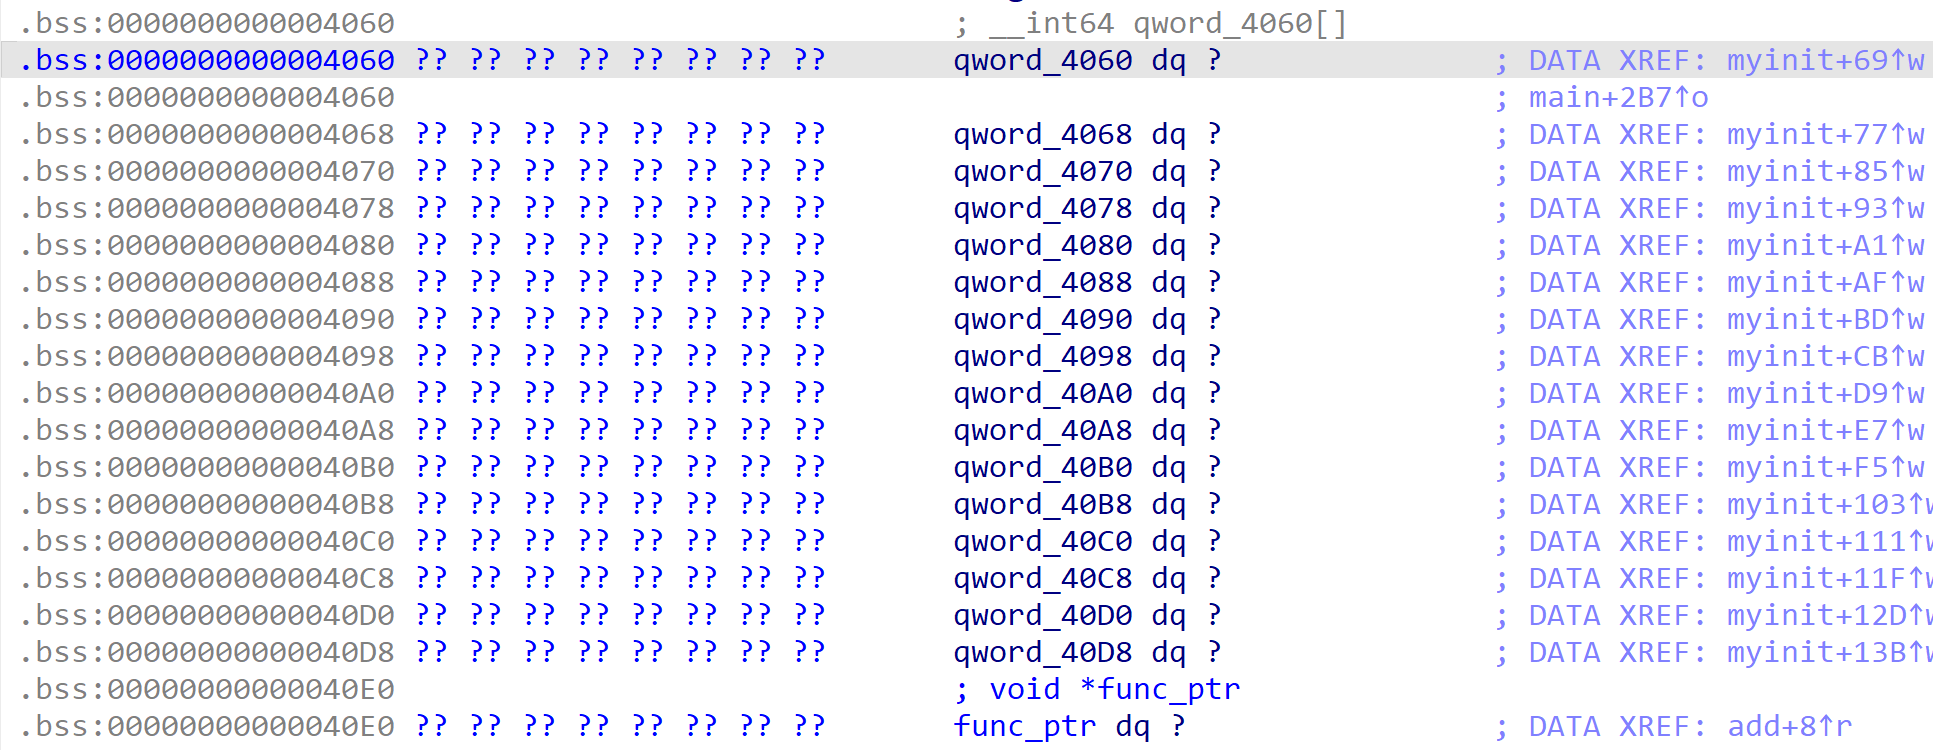 .bss:0000000000004060 ; __int64 qword_4060[]
.bss:0000000000004060 ?? ?? ?? ?? ?? ?? ?? ?? qword_4060 dq ? ; DATA XREF: myinit+69↑w
.bss:0000000000004060 ; main+2B7↑o
.bss:0000000000004068 ?? ?? ?? ?? ?? ?? ?? ?? qword_4068 dq ? ; DATA XREF: myinit+77↑w
.bss:0000000000004070 ?? ?? ?? ?? ?? ?? ?? ?? qword_4070 dq ? ; DATA XREF: myinit+85↑w
.bss:0000000000004078 ?? ?? ?? ?? ?? ?? ?? ?? qword_4078 dq ? ; DATA XREF: myinit+93↑w
.bss:0000000000004080 ?? ?? ?? ?? ?? ?? ?? ?? qword_4080 dq ? ; DATA XREF: myinit+A1↑w
.bss:0000000000004088 ?? ?? ?? ?? ?? ?? ?? ?? qword_4088 dq ? ; DATA XREF: myinit+AF↑w
.bss:0000000000004090 ?? ?? ?? ?? ?? ?? ?? ?? qword_4090 dq ? ; DATA XREF: myinit+BD↑w
.bss:0000000000004098 ?? ?? ?? ?? ?? ?? ?? ?? qword_4098 dq ? ; DATA XREF: myinit+CB↑w
.bss:00000000000040A0 ?? ?? ?? ?? ?? ?? ?? ?? qword_40A0 dq ? ; DATA XREF: myinit+D9↑w
.bss:00000000000040A8 ?? ?? ?? ?? ?? ?? ?? ?? qword_40A8 dq ? ; DATA XREF: myinit+E7↑w
.bss:00000000000040B0 ?? ?? ?? ?? ?? ?? ?? ?? qword_40B0 dq ? ; DATA XREF: myinit+F5↑w
.bss:00000000000040B8 ?? ?? ?? ?? ?? ?? ?? ?? qword_40B8 dq ? ; DATA XREF: myinit+103↑w
.bss:00000000000040C0 ?? ?? ?? ?? ?? ?? ?? ?? qword_40C0 dq ? ; DATA XREF: myinit+111↑w
.bss:00000000000040C8 ?? ?? ?? ?? ?? ?? ?? ?? qword_40C8 dq ? ; DATA XREF: myinit+11F↑w
.bss:00000000000040D0 ?? ?? ?? ?? ?? ?? ?? ?? qword_40D0 dq ? ; DATA XREF: myinit+12D↑w
.bss:00000000000040D8 ?? ?? ?? ?? ?? ?? ?? ?? qword_40D8 dq ? ; DATA XREF: myinit+13B↑w
.bss:00000000000040E0 ; void *func_ptr
.bss:00000000000040E0 ?? ?? ?? ?? ?? ?? ?? ?? func_ptr dq ? ; DATA XREF: add+8↑r